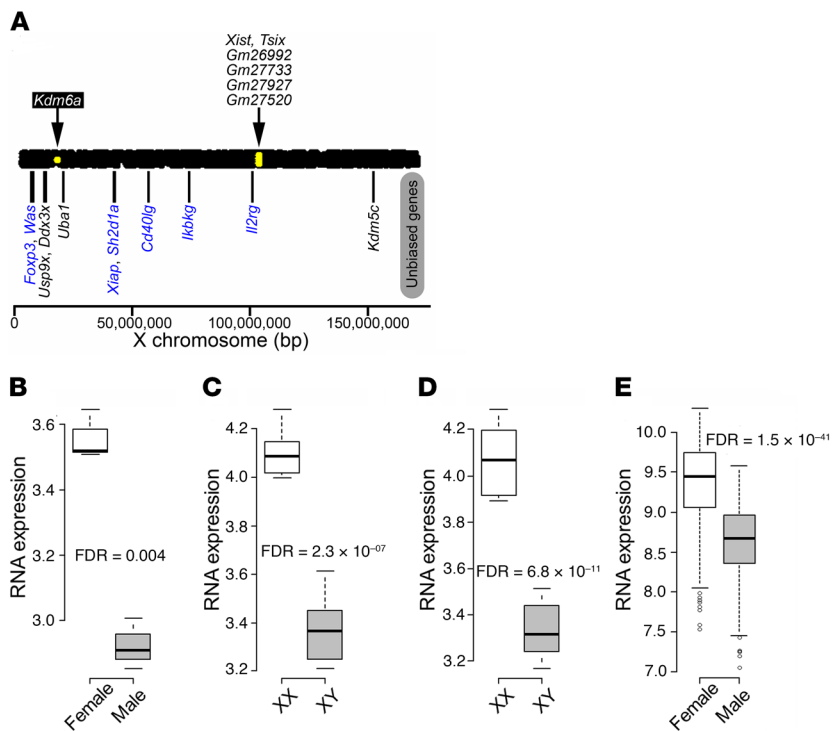 A
Xist, Tsix
Gm26992
Gm27733
Gm27927
Gm27520
Kdm6a
Foxp3, Was
Usp9x, Ddx3x
Uba1
Xiap, Sh2d1a
Cd40lg
Ikbkg
Il2rg
Kdm5c
Unbiased genes
0 50,000,000 100,000,000 150,000,000
X chromosome (bp)
B
RNA expression
3.6
3.4
3.2
3.0
FDR = 0.004
Female Male
C
RNA expression
4.2
4.0
3.8
3.6
3.4
3.2
FDR = 2.3 × 10⁻⁰⁷
XX XY
D
RNA expression
4.2
4.0
3.8
3.6
3.4
3.2
FDR = 6.8 × 10⁻¹¹
XX XY
E
RNA expression
10.0
9.5
9.0
8.5
8.0
7.5
7.0
FDR = 1.5 × 10⁻⁴¹
Female Male